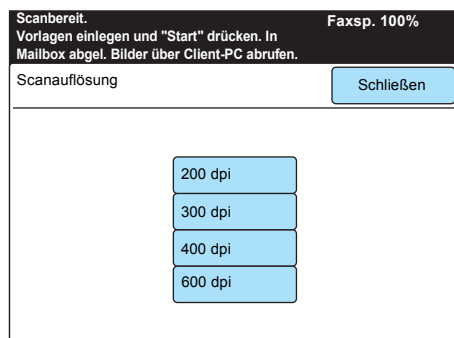 Scanbereit.
Faxsp. 100%
Vorlagen einlegen und "Start" drücken. In
Mailbox abgel. Bilder über Client-PC abrufen.
Scanauflösung
Schließen
200 dpi
300 dpi
400 dpi
600 dpi